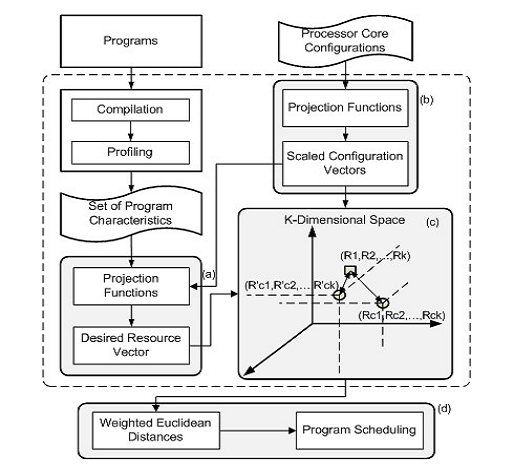 Programs
Processor Core
Configurations
Compilation
Profiling
Projection Functions
(b)
Scaled Configuration
Vectors
Set of Program
Characteristics
K-Dimensional Space
(c)
(R1,R2,...,Rk)
(R'c1,R'c2,...R'ck)
(Rc1,Rc2,...,Rck)
(a)
Projection
Functions
Desired Resource
Vector
(d)
Weighted Euclidean
Distances
Program Scheduling